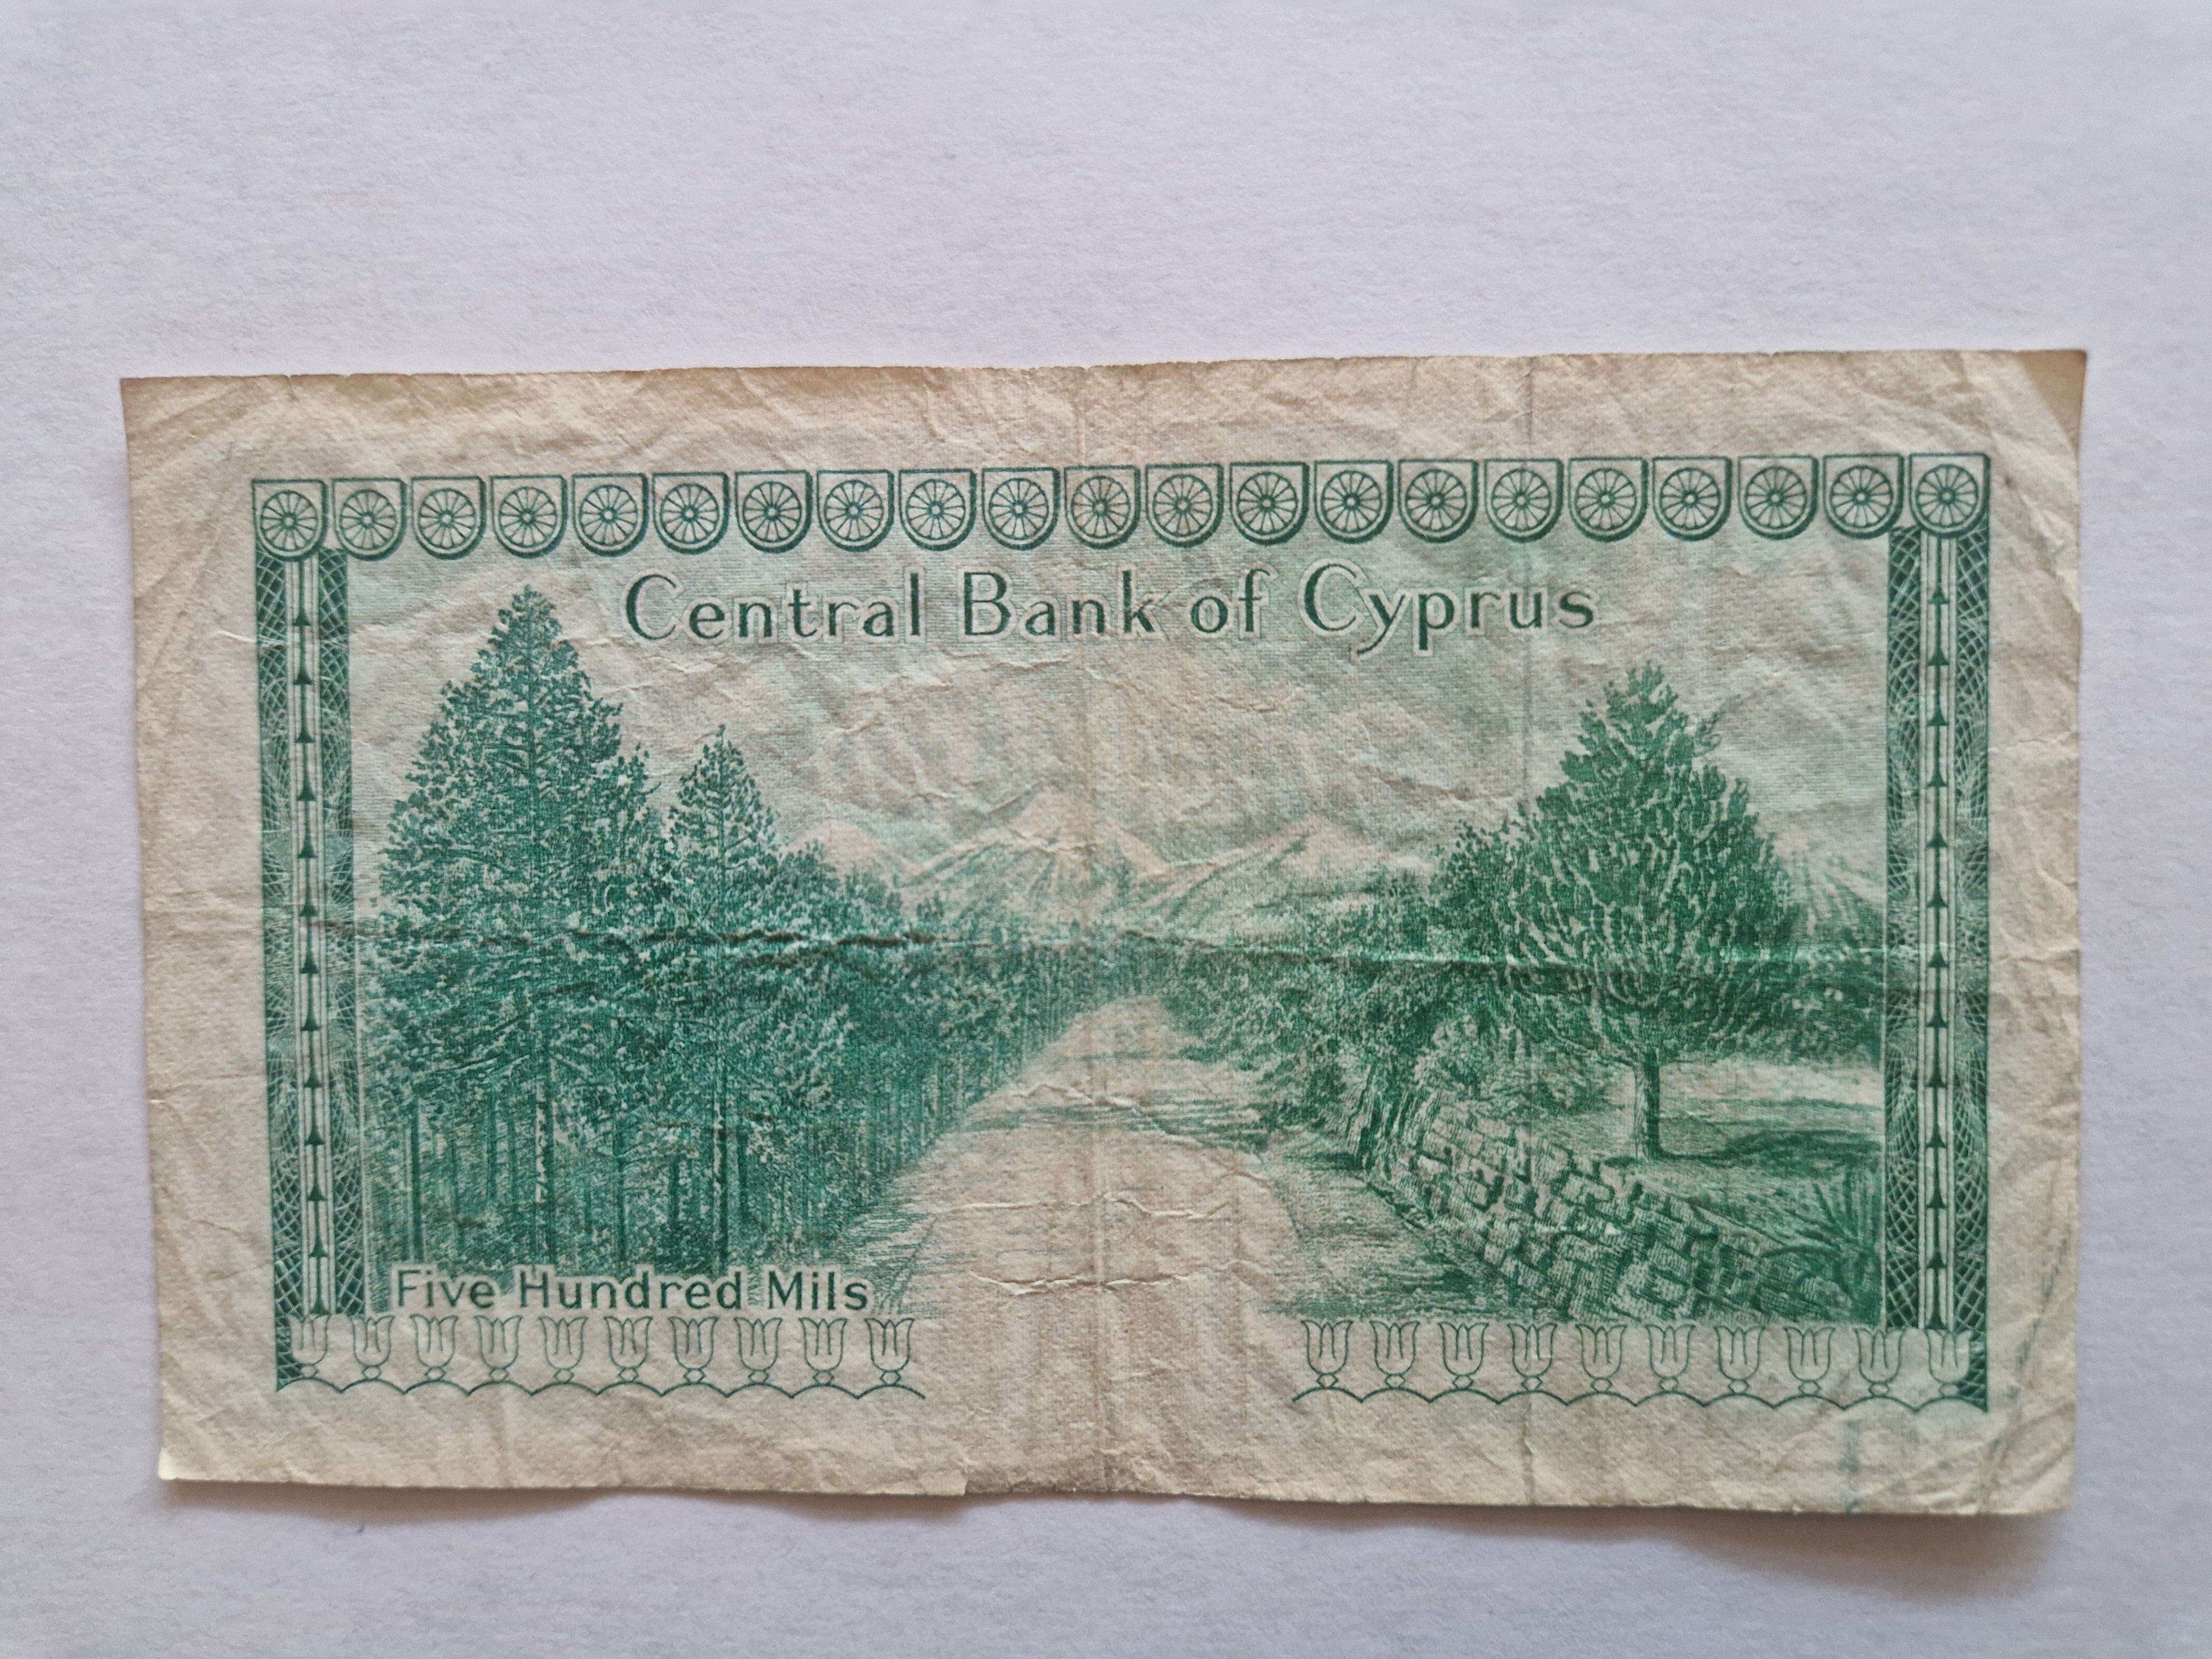 Central Bank of Cyprus
Five Hundred Mils